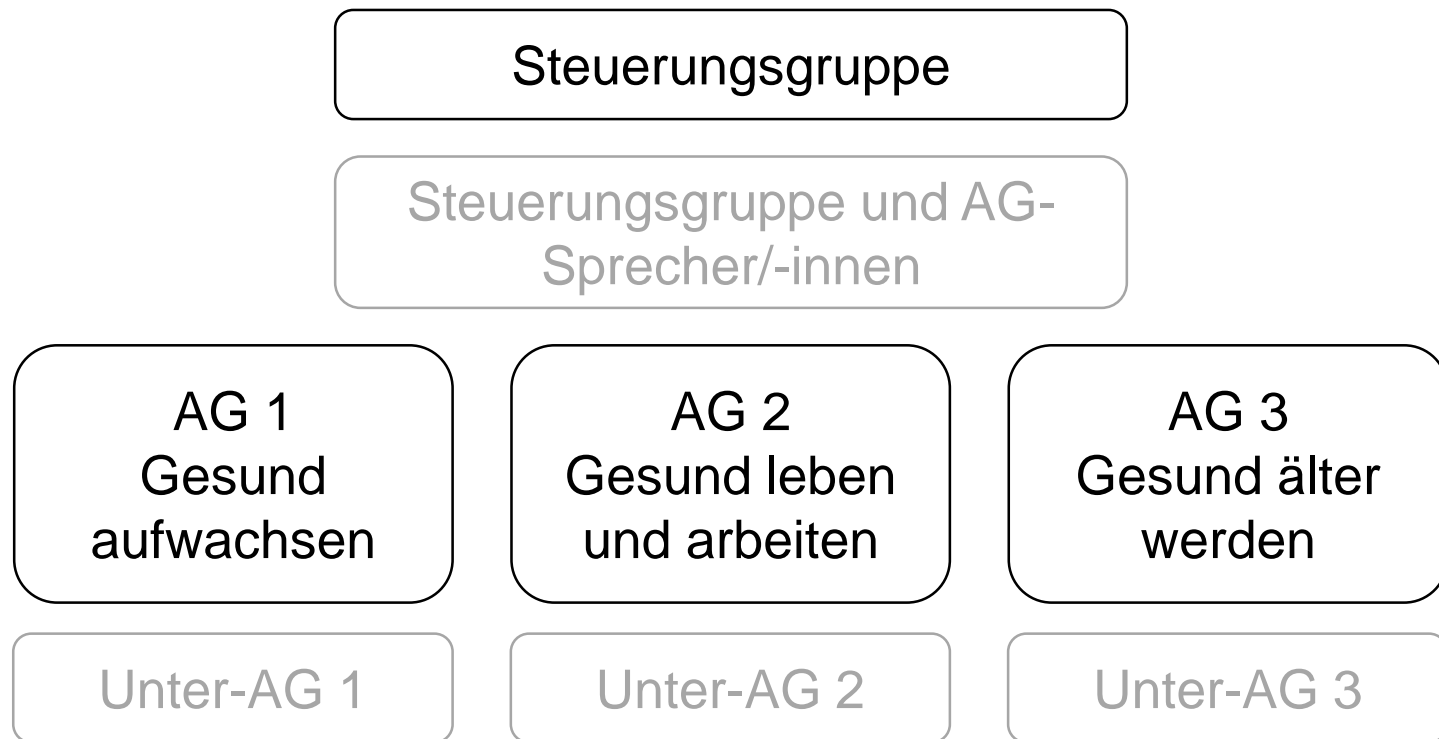 Steuerungsgruppe
Steuerungsgruppe und AG-
Sprecher/-innen
AG 1
Gesund
aufwachsen
AG 2
Gesund leben
und arbeiten
AG 3
Gesund älter
werden
Unter-AG 1
Unter-AG 2
Unter-AG 3